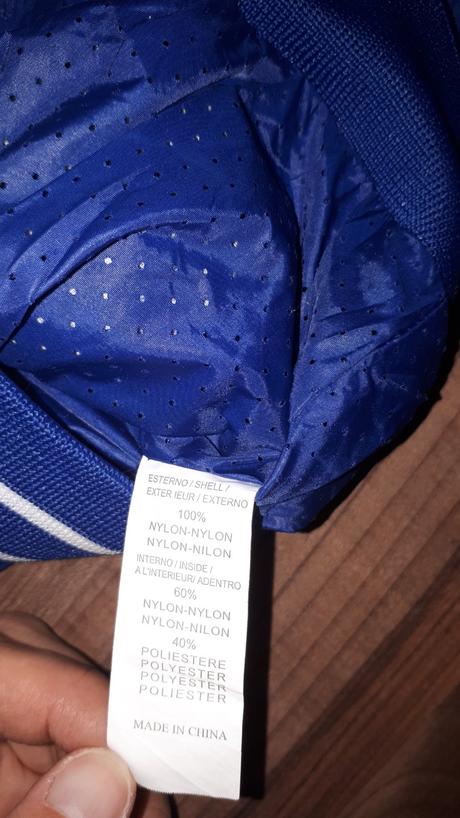 ESTERNO / SHELL /
EXTER IEUR / EXTERNO
100%
NYLON-NYLON
NYLON-NILON
INTERNO / INSIDE /
A L'INTERIEUR/ ADENTRO
60%
NYLON-NYLON
NYLON-NILON
40%
POLIESTERE
POLYESTER
POLYESTER
POLIESTER
MADE IN CHINA